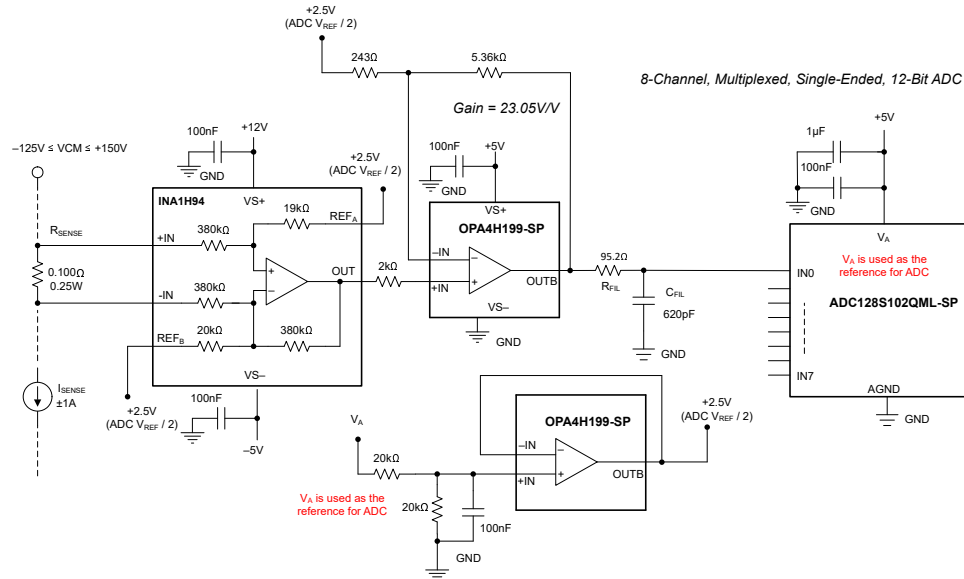 +2.5V
(ADC VREF / 2)
243Ω
5.36kΩ
8-Channel, Multiplexed, Single-Ended, 12-Bit ADC
Gain = 23.05V/V
–125V ≤ VCM ≤ +150V
100nF
+12V
GND
+2.5V
(ADC VREF / 2)
100nF
+5V
GND
+5V
1µF
100nF
GND
INA1H94
VS+
19kΩ
REFA
RSENSE
+IN
380kΩ
0.100Ω
0.25W
+
−
OUT
-IN
380kΩ
REFB
20kΩ
380kΩ
VS–
+2.5V
(ADC VREF / 2)
100nF
GND
–5V
ISENSE
±1A
2kΩ
VS+
OPA4H199-SP
–IN
−
+IN
+
OUTB
VS–
GND
95.2Ω
RFIL
CFIL
620pF
GND
VA
VA is used as the
reference for ADC
IN0
ADC128S102QML-SP
IN7
AGND
GND
VA
20kΩ
VA is used as the
reference for ADC
20kΩ
100nF
GND
OPA4H199-SP
–IN
−
+IN
+
OUTB
+2.5V
(ADC VREF / 2)